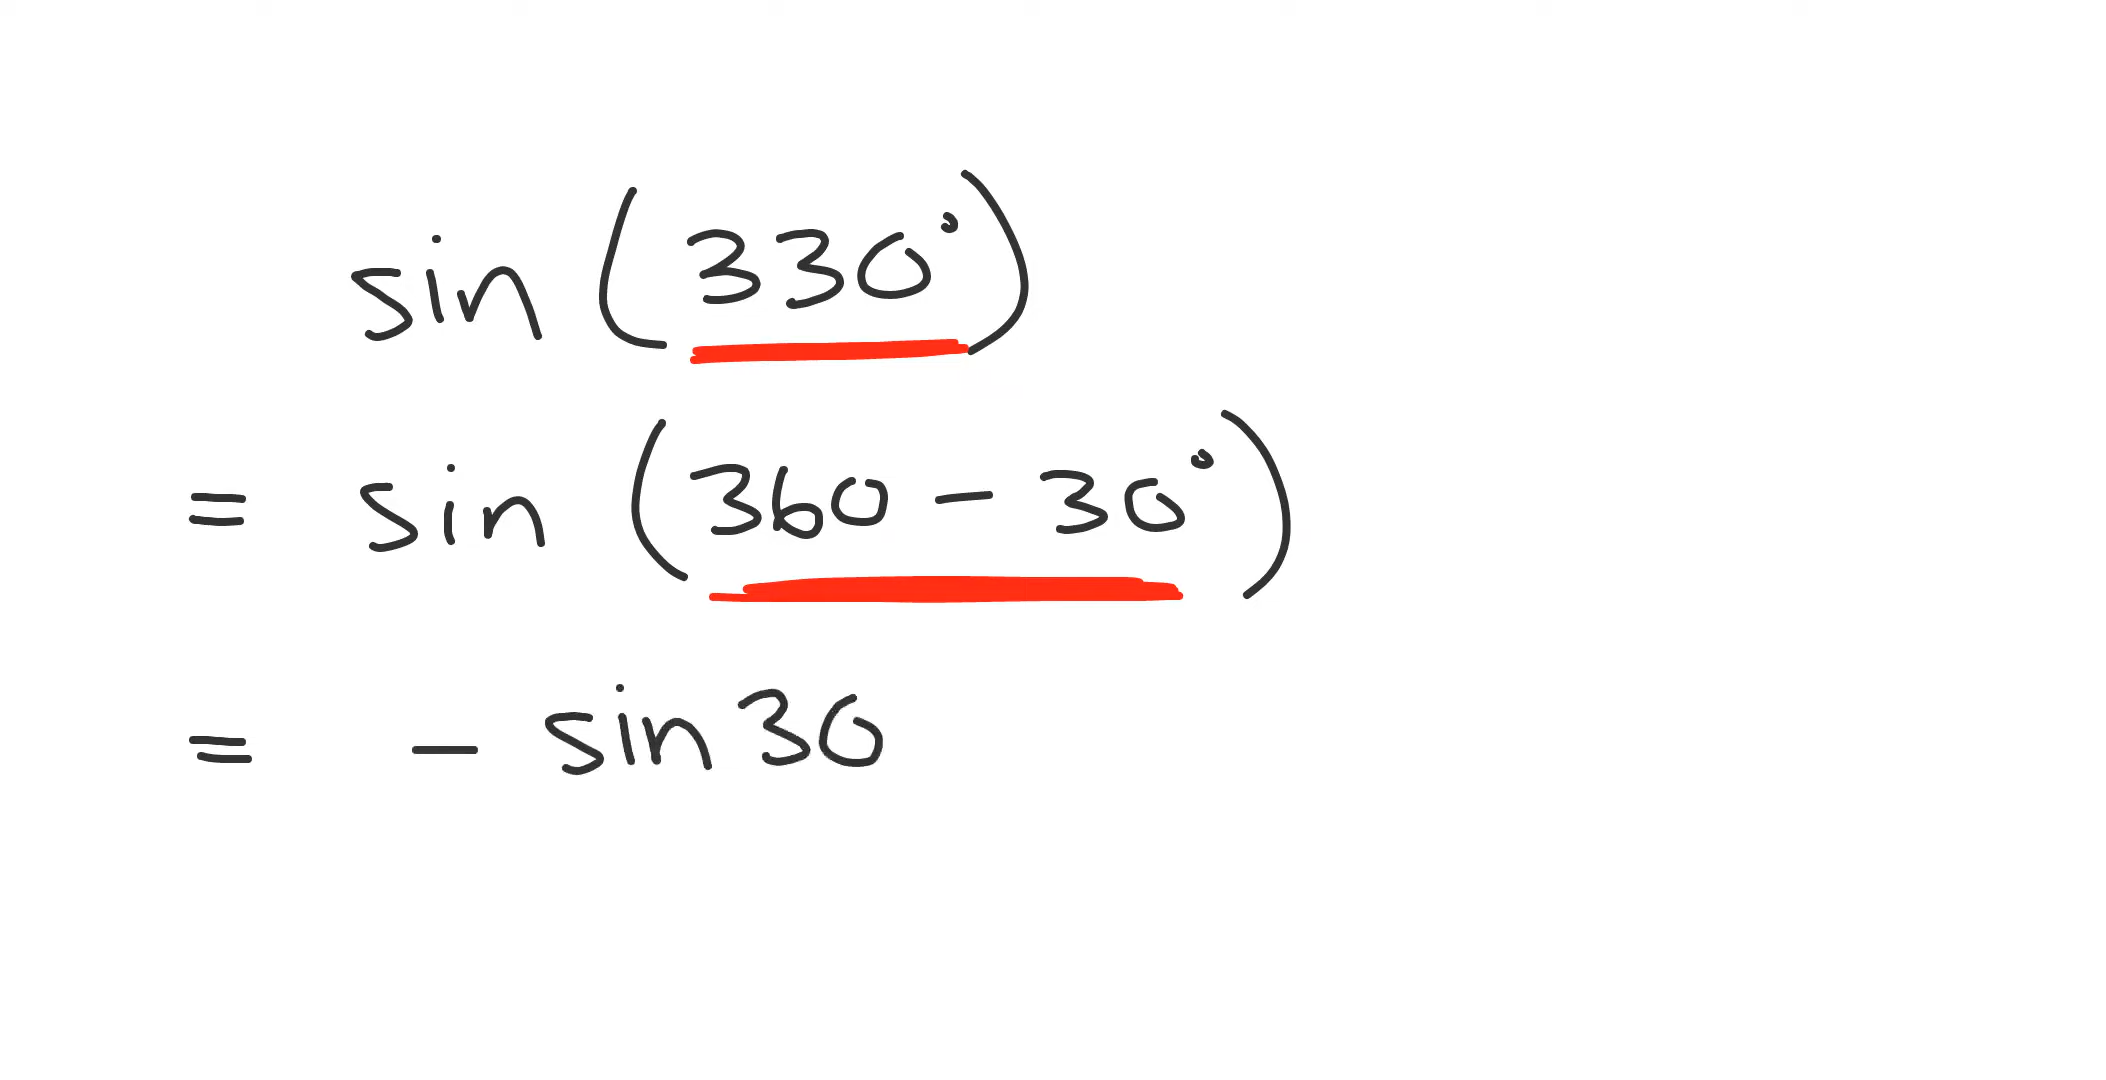 sin (330°)
= sin (360 - 30°)
= - sin 30